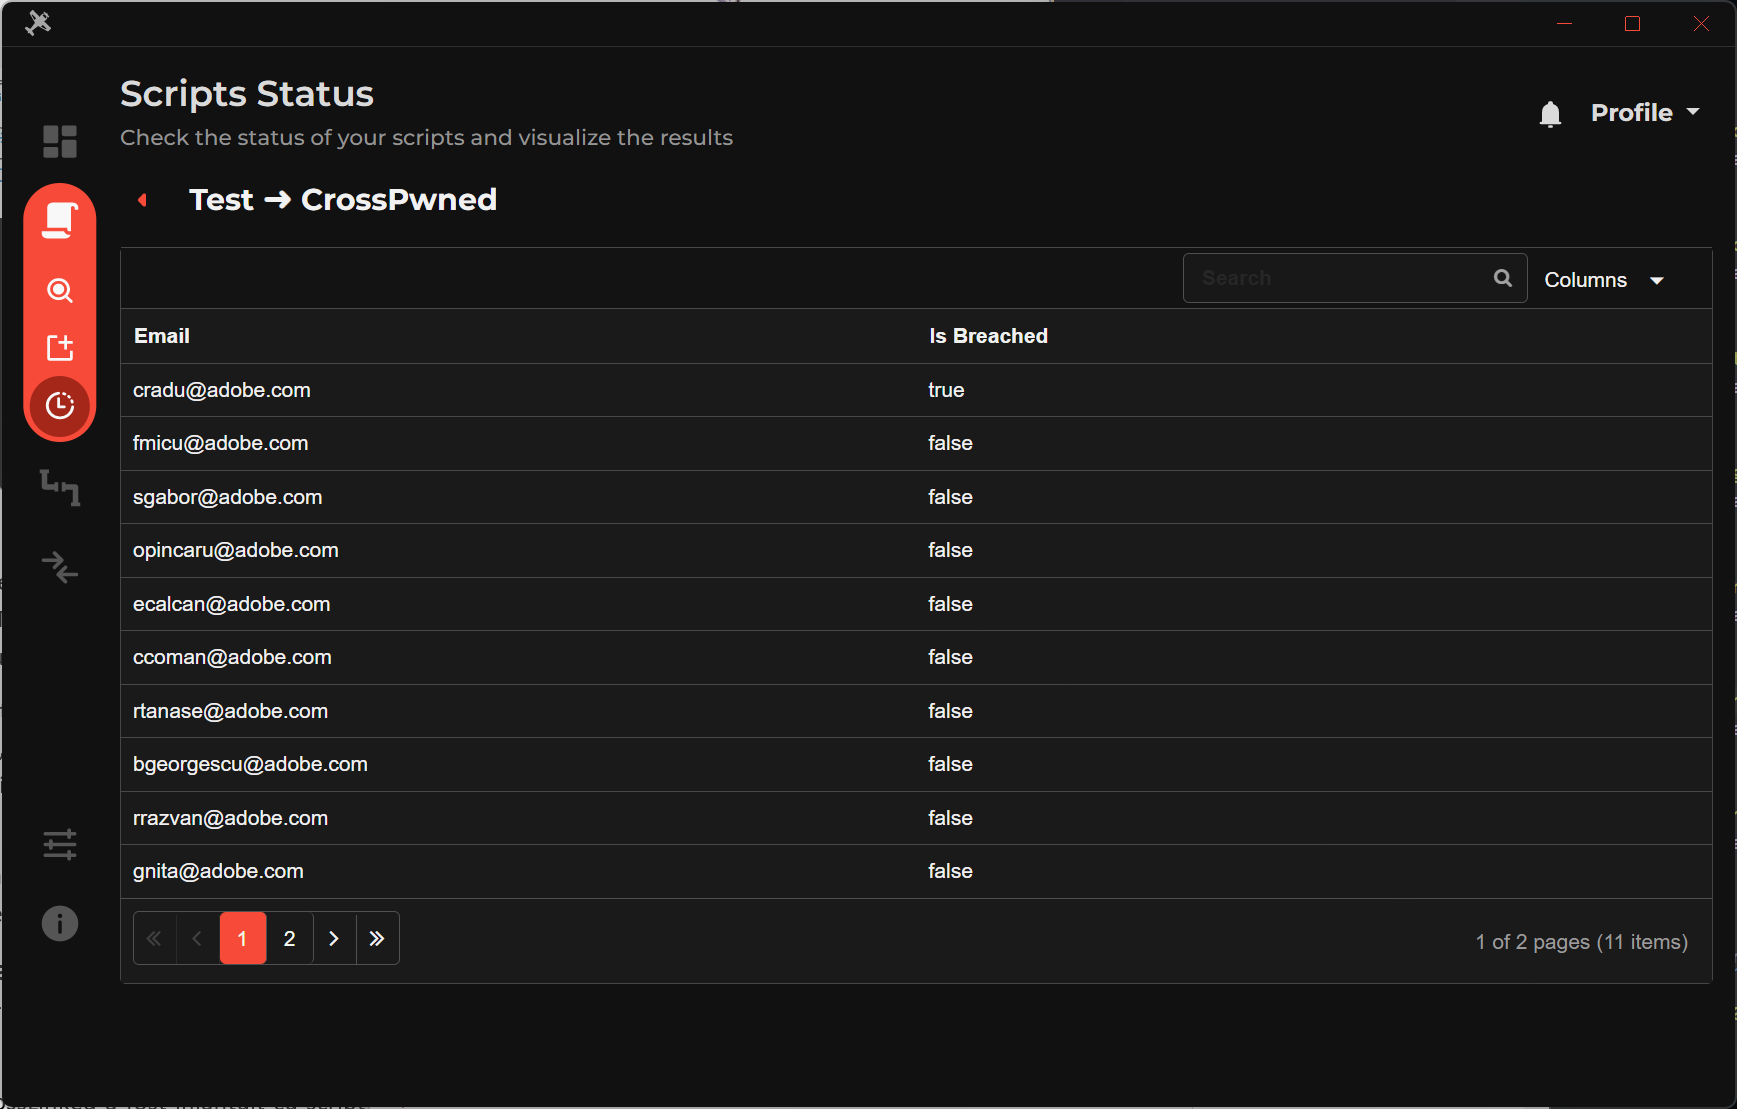 Scripts Status
Check the status of your scripts and visualize the results
Profile
Test ➜ CrossPwned
Search
Columns
Email Is Breached
cradu@adobe.com true
fmicu@adobe.com false
sgabor@adobe.com false
opincaru@adobe.com false
ecalcan@adobe.com false
ccoman@adobe.com false
rtanase@adobe.com false
bgeorgescu@adobe.com false
rrazvan@adobe.com false
gnita@adobe.com false
« ‹ 1 2 › »
1 of 2 pages (11 items)